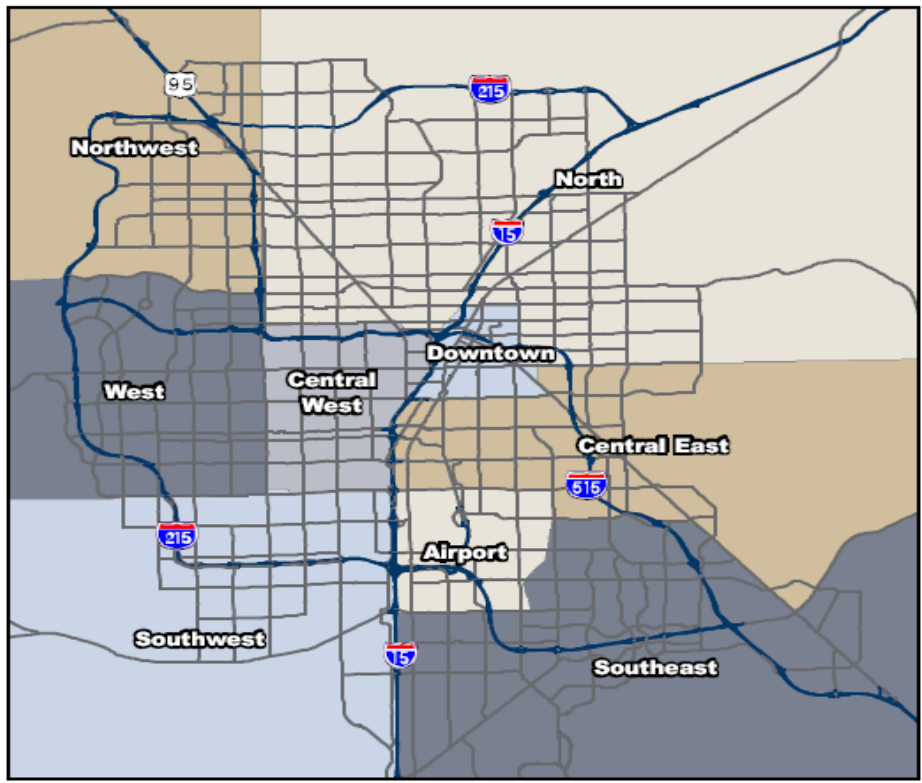 95
215
Northwest
North
15
Downtown
Central
West
West
Central East
515
215
Airport
Southwest
15
Southeast